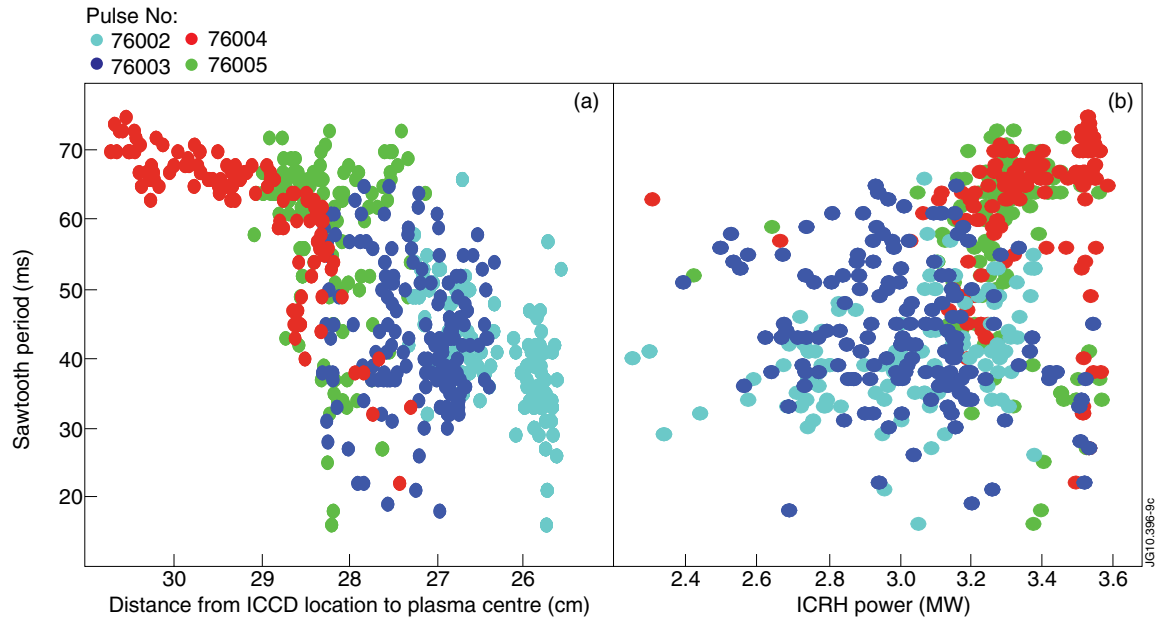 Pulse No:
76002 76004
76003 76005
(a)
(b)
70
60
50
40
30
20
Sawtooth period (ms)
30 29 28 27 26
2.4 2.6 2.8 3.0 3.2 3.4 3.6
Distance from ICCD location to plasma centre (cm)
ICRH power (MW)
JG10.396-9c